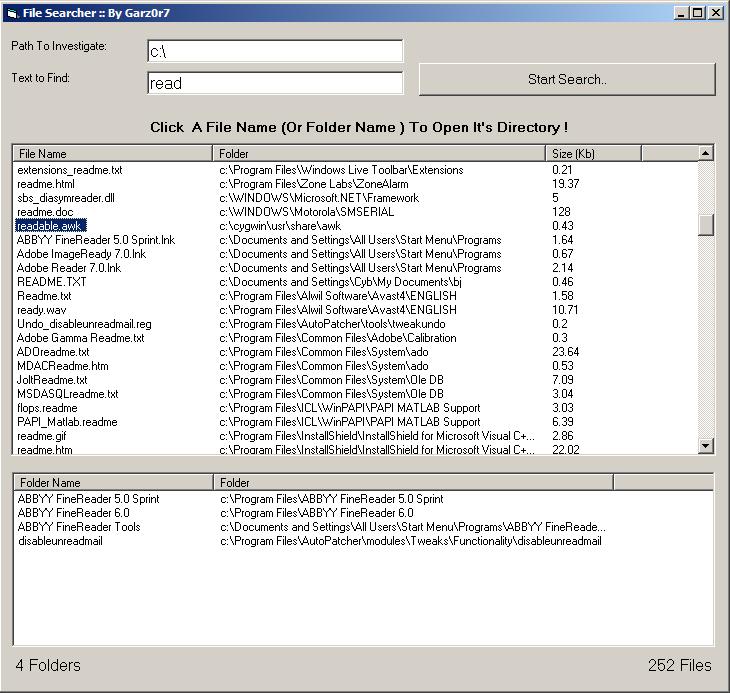 File Searcher :: By Garz0r7
Path To Investigate: c:\
Text to Find: read
Start Search..
Click A File Name (Or Folder Name ) To Open It's Directory !
File Name Folder Size (Kb)
extensions_readme.txt c:\Program Files\Windows Live Toolbar\Extensions 0.21
readme.html c:\Program Files\Zone Labs\ZoneAlarm 19.37
sbs_diasymreader.dll c:\WINDOWS\Microsoft.NET\Framework 5
readme.doc c:\WINDOWS\Motorola\SMSERIAL 128
readable.awk c:\cygwin\usr\share\awk 0.43
ABBYY FineReader 5.0 Sprint.lnk c:\Documents and Settings\All Users\Start Menu\Programs 1.64
Adobe ImageReady 7.0.lnk c:\Documents and Settings\All Users\Start Menu\Programs 0.67
Adobe Reader 7.0.lnk c:\Documents and Settings\All Users\Start Menu\Programs 2.14
README.TXT c:\Documents and Settings\Cyb\My Documents\bj 0.46
Readme.txt c:\Program Files\Alwil Software\Avast4\ENGLISH 1.58
ready.wav c:\Program Files\Alwil Software\Avast4\ENGLISH 10.71
Undo_disableunreadmail.reg c:\Program Files\AutoPatcher\tools\tweakundo 0.2
Adobe Gamma Readme.txt c:\Program Files\Common Files\Adobe\Calibration 0.3
ADOreadme.txt c:\Program Files\Common Files\System\ado 23.64
MDACReadme.htm c:\Program Files\Common Files\System\ado 0.53
JoltReadme.txt c:\Program Files\Common Files\System\Ole DB 7.09
MSDASQLreadme.txt c:\Program Files\Common Files\System\Ole DB 3.04
flops.readme c:\Program Files\ICL\WinPAPI\PAPI MATLAB Support 3.03
PAPI_Matlab.readme c:\Program Files\ICL\WinPAPI\PAPI MATLAB Support 6.39
readme.gif c:\Program Files\InstallShield\InstallShield for Microsoft Visual C+... 2.86
readme.htm c:\Program Files\InstallShield\InstallShield for Microsoft Visual C+... 22.02
Folder Name Folder
ABBYY FineReader 5.0 Sprint c:\Program Files\ABBYY FineReader 5.0 Sprint
ABBYY FineReader 6.0 c:\Program Files\ABBYY FineReader 6.0
ABBYY FineReader Tools c:\Documents and Settings\All Users\Start Menu\Programs\ABBYY FineReade...
disableunreadmail c:\Program Files\AutoPatcher\modules\Tweaks\Functionality\disableunreadmail
4 Folders 252 Files